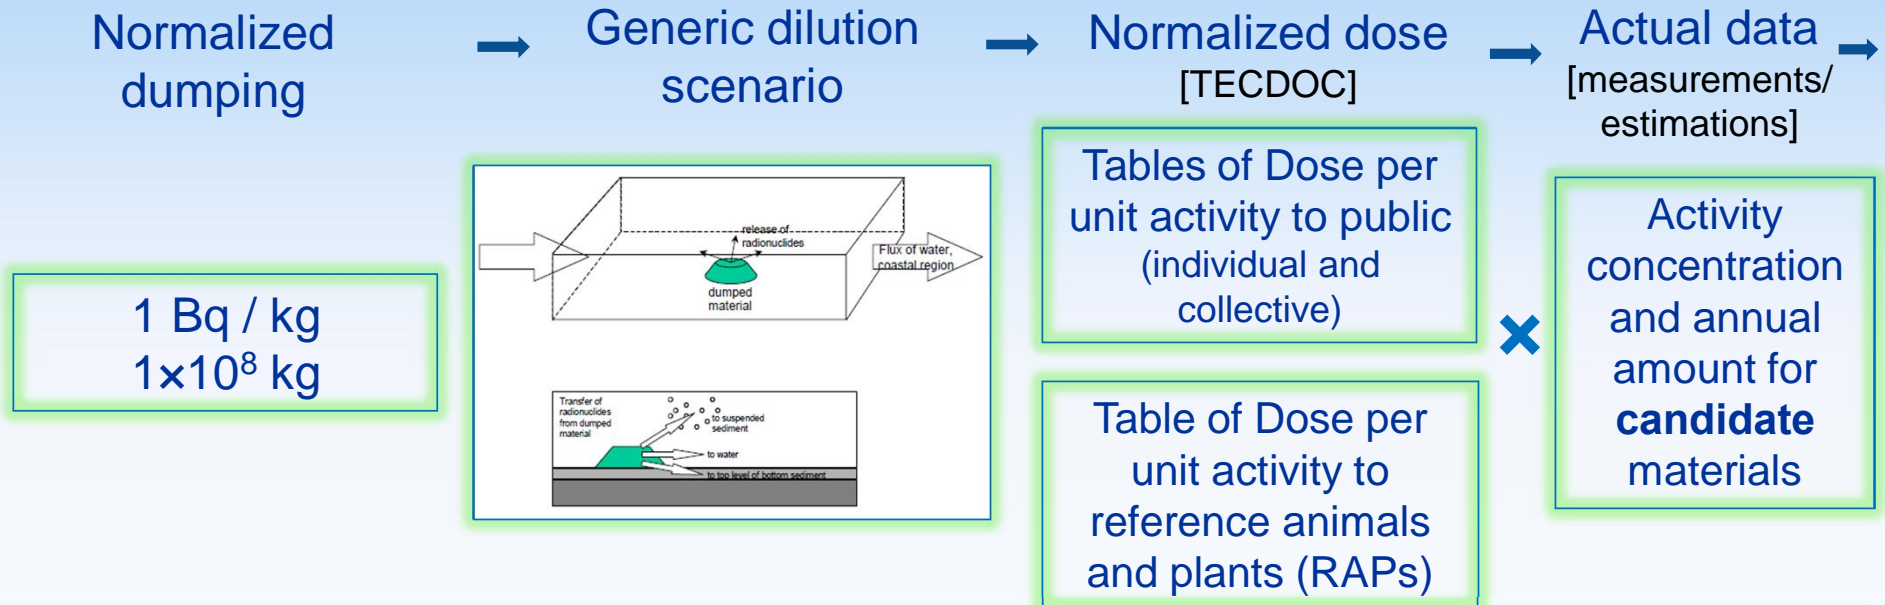 Normalized
dumping
Generic dilution
scenario
Normalized dose
[TECDOC]
Actual data
[measurements/
estimations]
1 Bq / kg
1×10⁸ kg
release of
radionuclides
Flux of water,
coastal region
dumped
material
Transfer of
radionuclides
from dumped
material
to suspended
sediment
to water
to top level of bottom sediment
Tables of Dose per
unit activity to public
(individual and
collective)
Table of Dose per
unit activity to
reference animals
and plants (RAPs)
×
Activity
concentration
and annual
amount for
candidate
materials